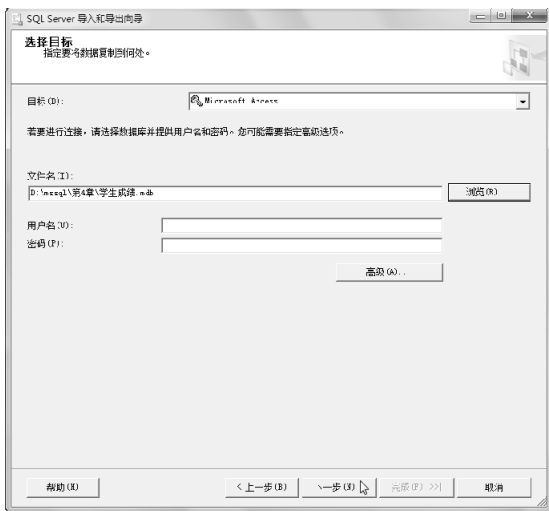 SQL Server 导入和导出向导
选择目标
指定要将数据复制到何处。
目标(D):
Microsoft Access
若要进行连接，请选择数据库并提供用户名和密码。您可能需要指定高级选项。
文件名(I):
D:\mssql\第4章\学生成绩.mdb
浏览(R)
用户名(U):
密码(P):
高级(A)..
帮助(H)
< 上一步(B)
下一步(N)
完成(F) >>|
取消